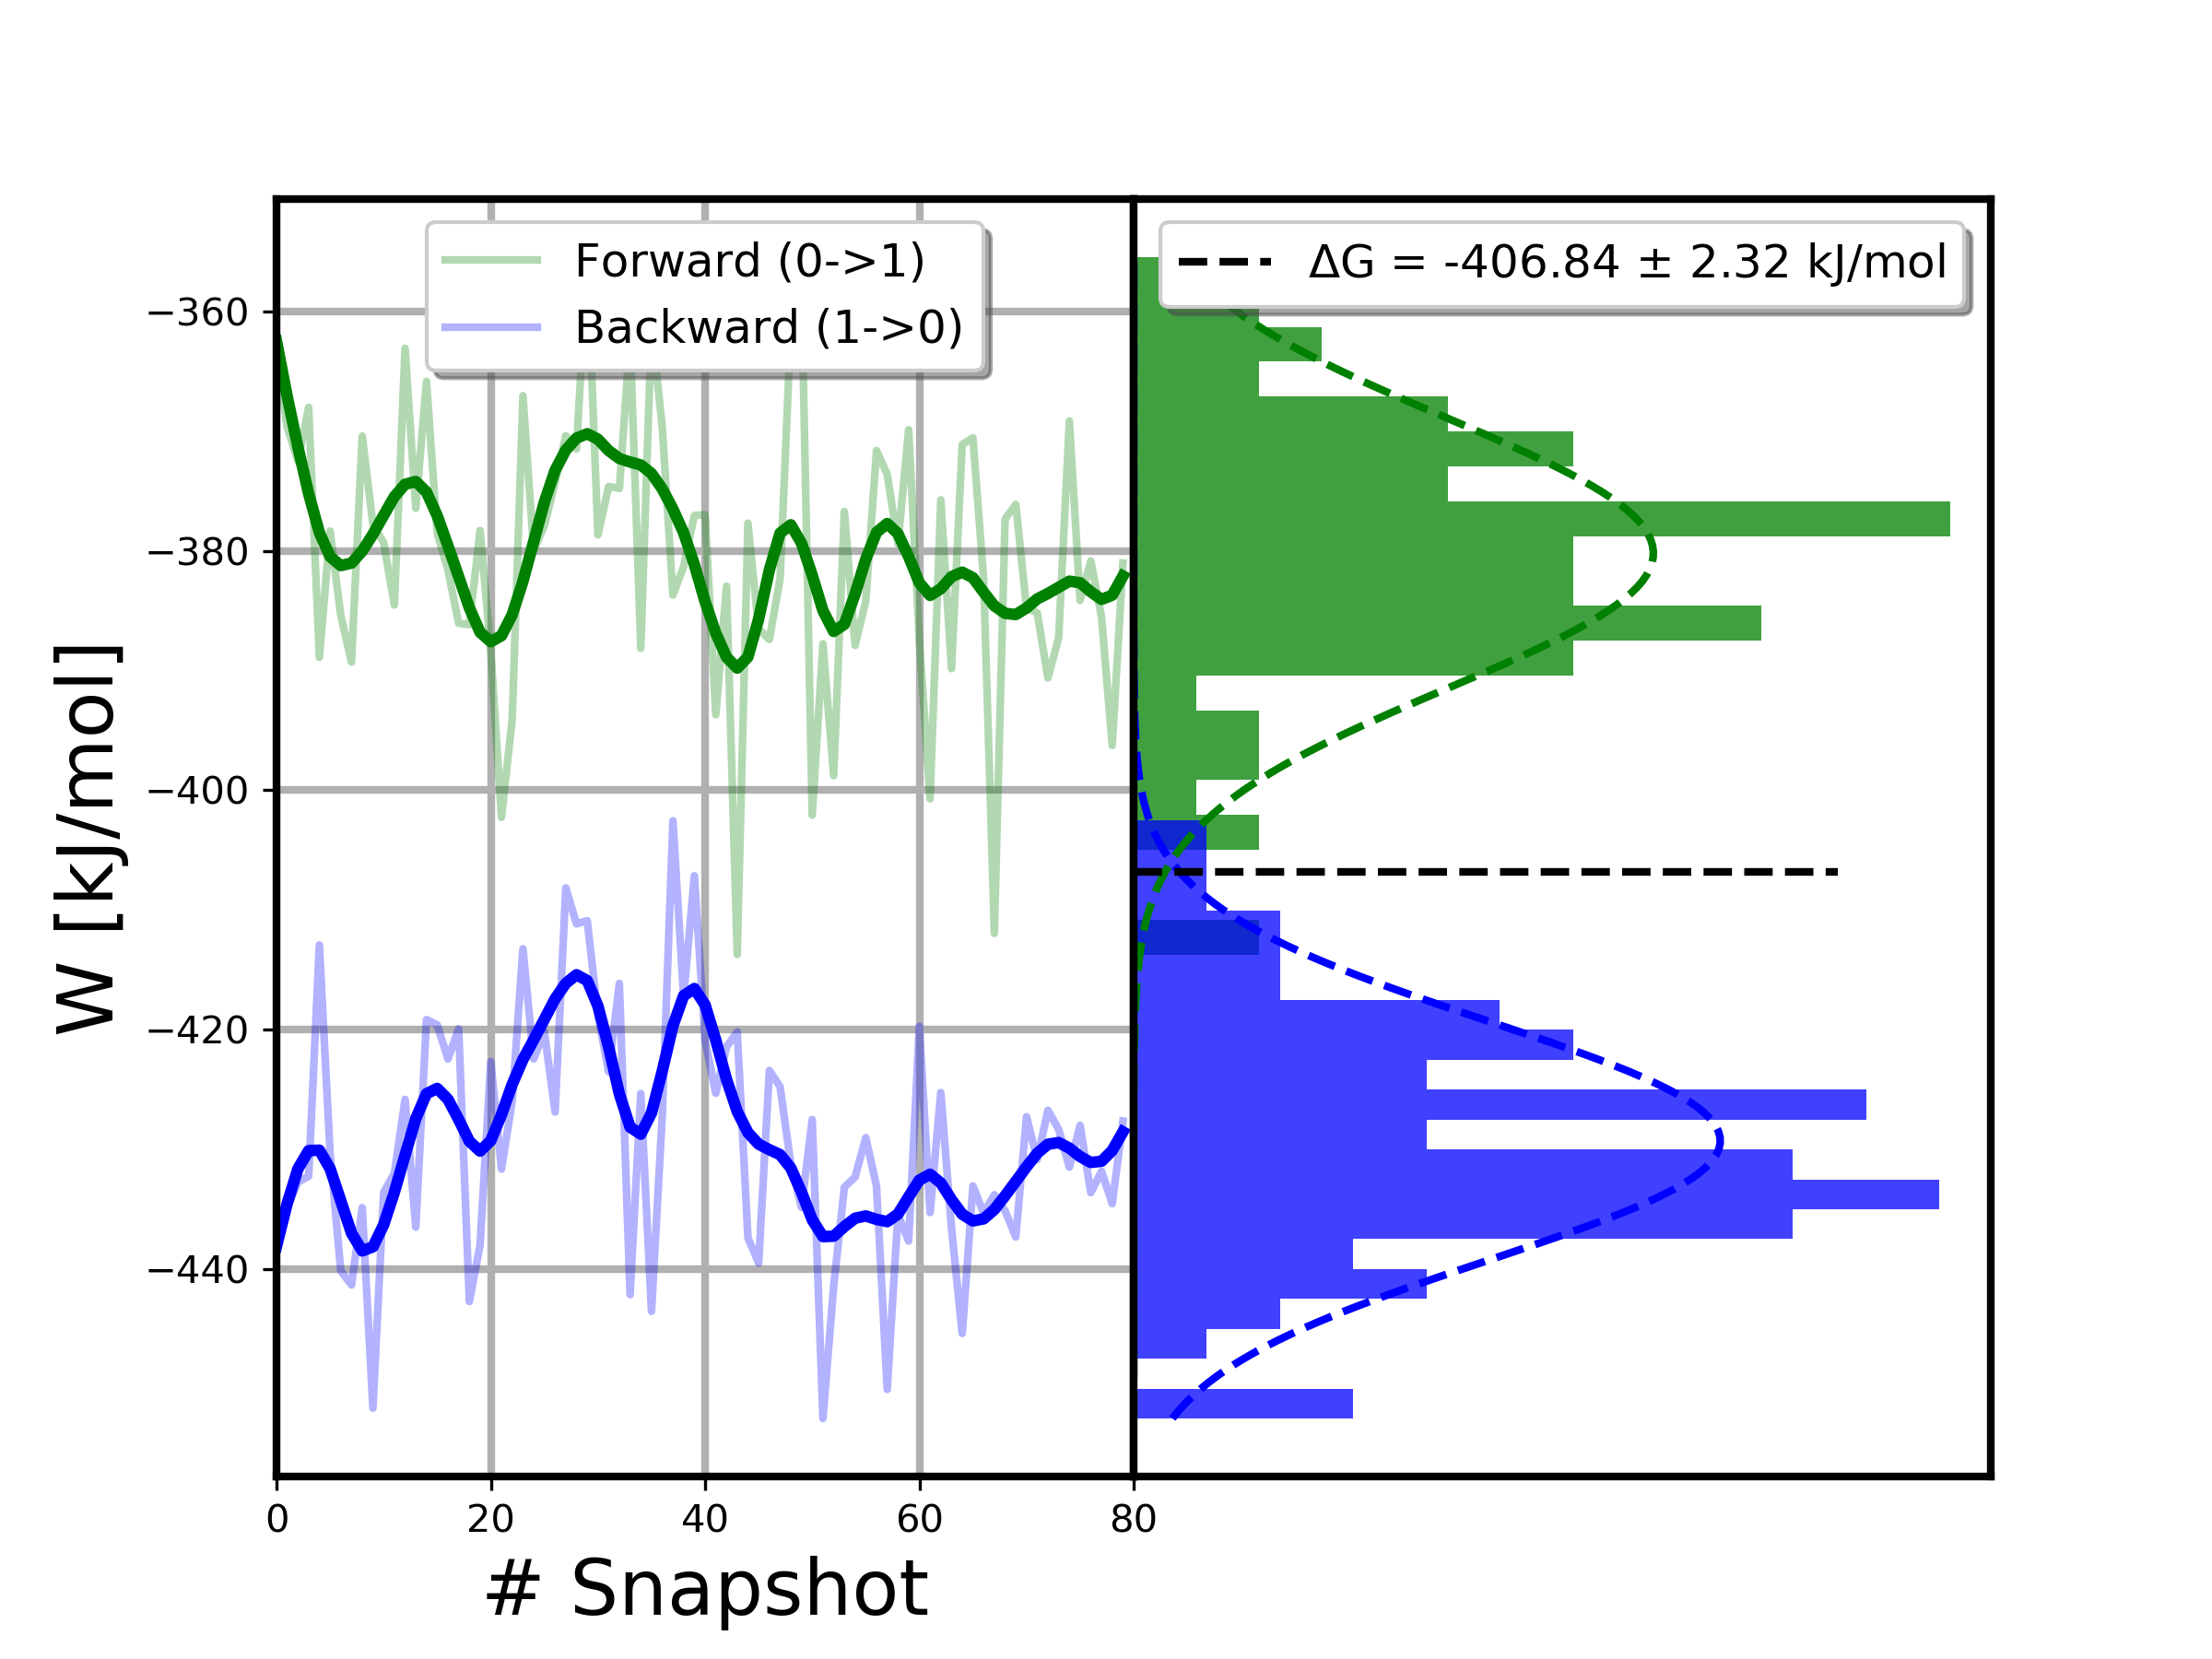 Forward (0->1)
Backward (1->0)
ΔG = -406.84 ± 2.32 kJ/mol
−360
−380
−400
−420
−440
W [kJ/mol]
0 20 40 60 80
# Snapshot